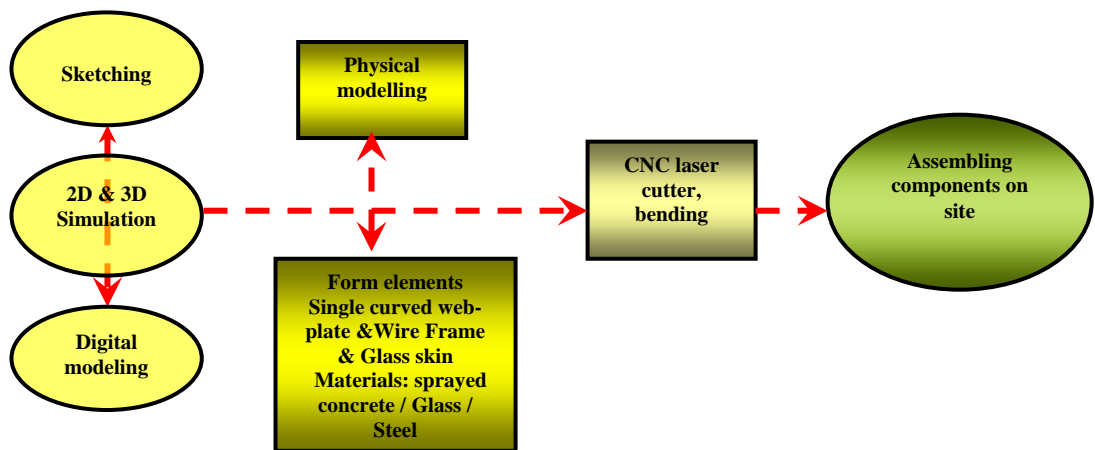 Sketching
2D & 3D
Simulation
Digital
modeling
Physical
modelling
Form elements
Single curved web-
plate &Wire Frame
& Glass skin
Materials: sprayed
concrete / Glass /
Steel
CNC laser
cutter,
bending
Assembling
components on
site